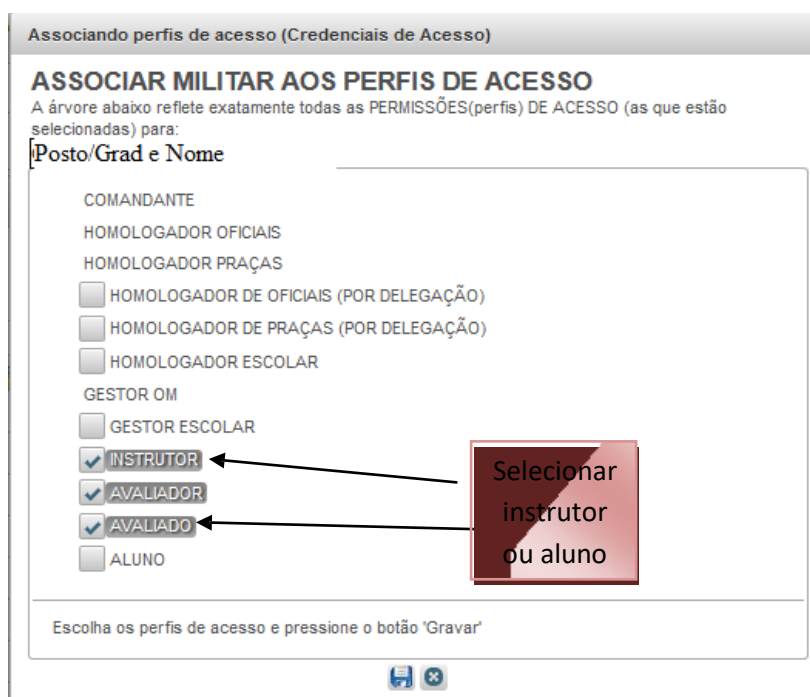 Associando perfis de acesso (Credenciais de Acesso)
ASSOCIAR MILITAR AOS PERFIS DE ACESSO
A árvore abaixo reflete exatamente todas as PERMISSÕES(perfis) DE ACESSO (as que estão
selecionadas) para:
Posto/Grad e Nome
COMANDANTE
HOMOLOGADOR OFICIAIS
HOMOLOGADOR PRAÇAS
HOMOLOGADOR DE OFICIAIS (POR DELEGAÇÃO)
HOMOLOGADOR DE PRAÇAS (POR DELEGAÇÃO)
HOMOLOGADOR ESCOLAR
GESTOR OM
GESTOR ESCOLAR
INSTRUTOR
AVALIADOR
AVALIADO
ALUNO
Selecionar
instrutor
ou aluno
Escolha os perfis de acesso e pressione o botão 'Gravar'